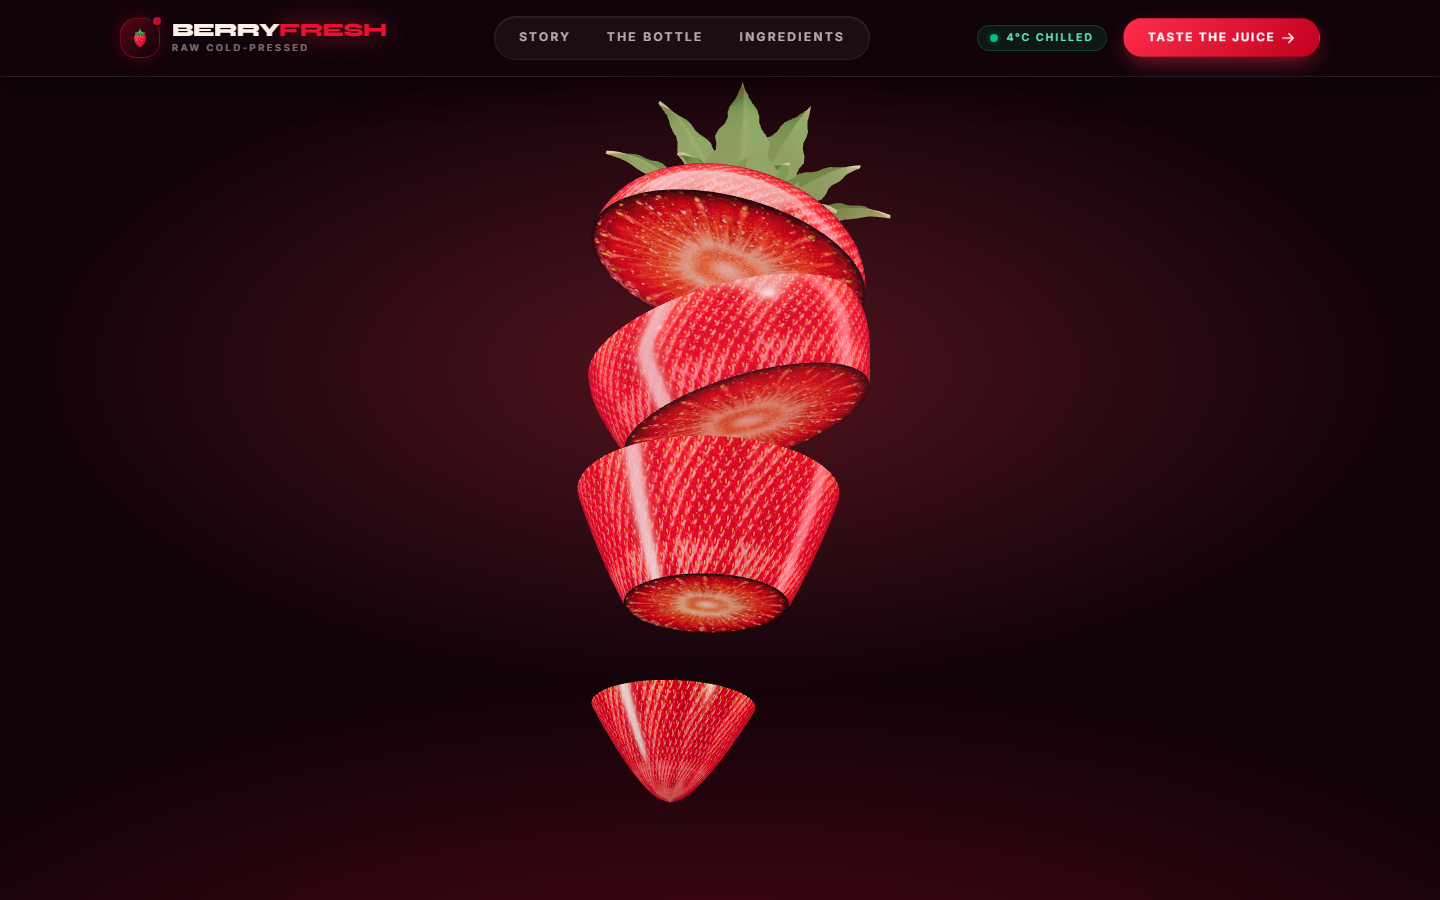 BERRYFRESH
RAW COLD-PRESSED
STORY
THE BOTTLE
INGREDIENTS
4°C CHILLED
TASTE THE JUICE →